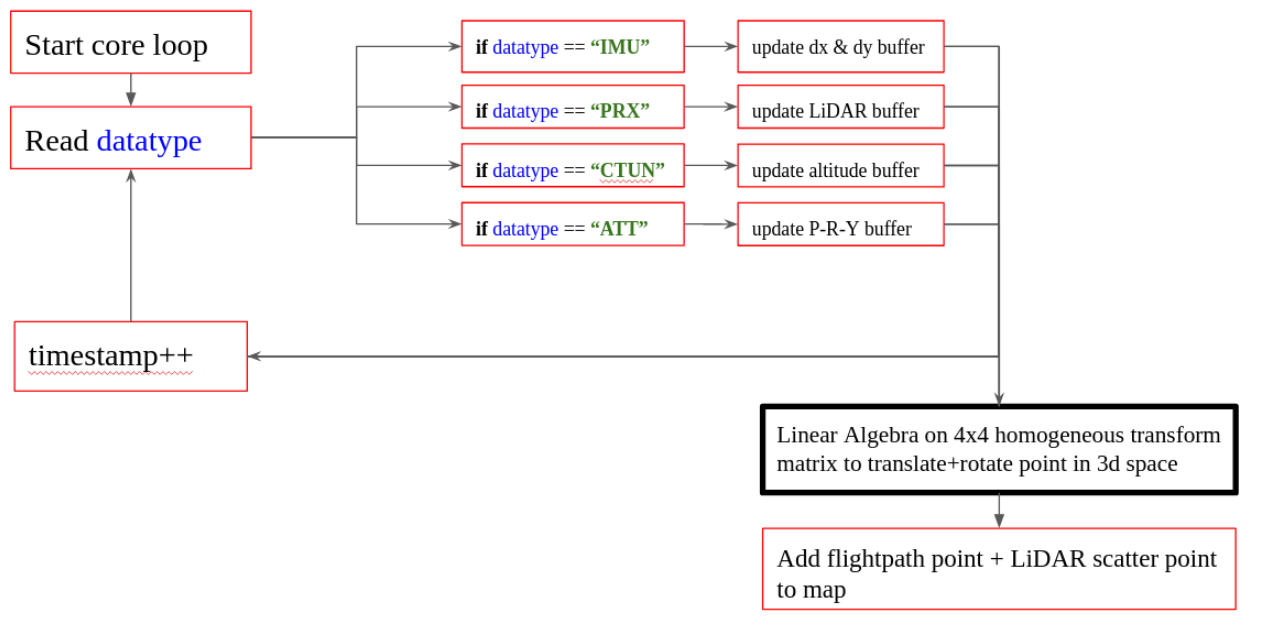 Start core loop
Read datatype
if datatype == “IMU”
update dx & dy buffer
if datatype == “PRX”
update LiDAR buffer
if datatype == “CTUN”
update altitude buffer
if datatype == “ATT”
update P-R-Y buffer
timestamp++
Linear Algebra on 4x4 homogeneous transform
matrix to translate+rotate point in 3d space
Add flightpath point + LiDAR scatter point
to map